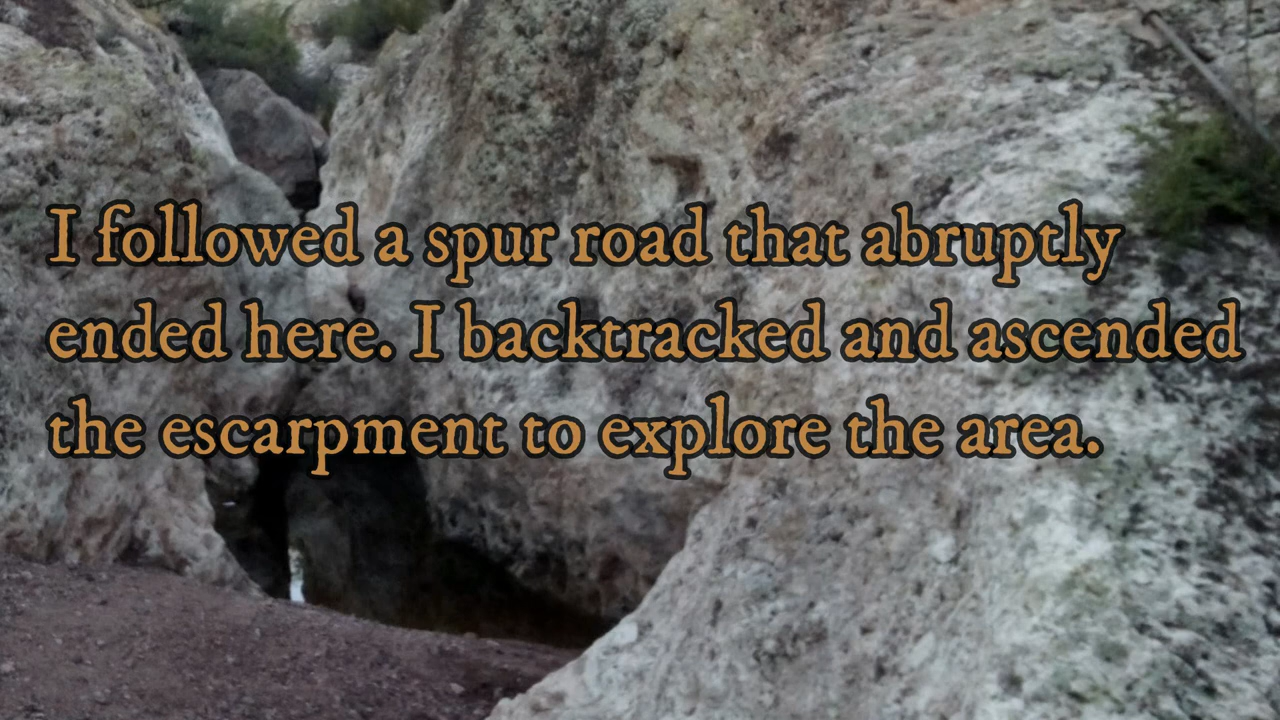 I followed a spur road that abruptly
ended here. I backtracked and ascended
the escarpment to explore the area.